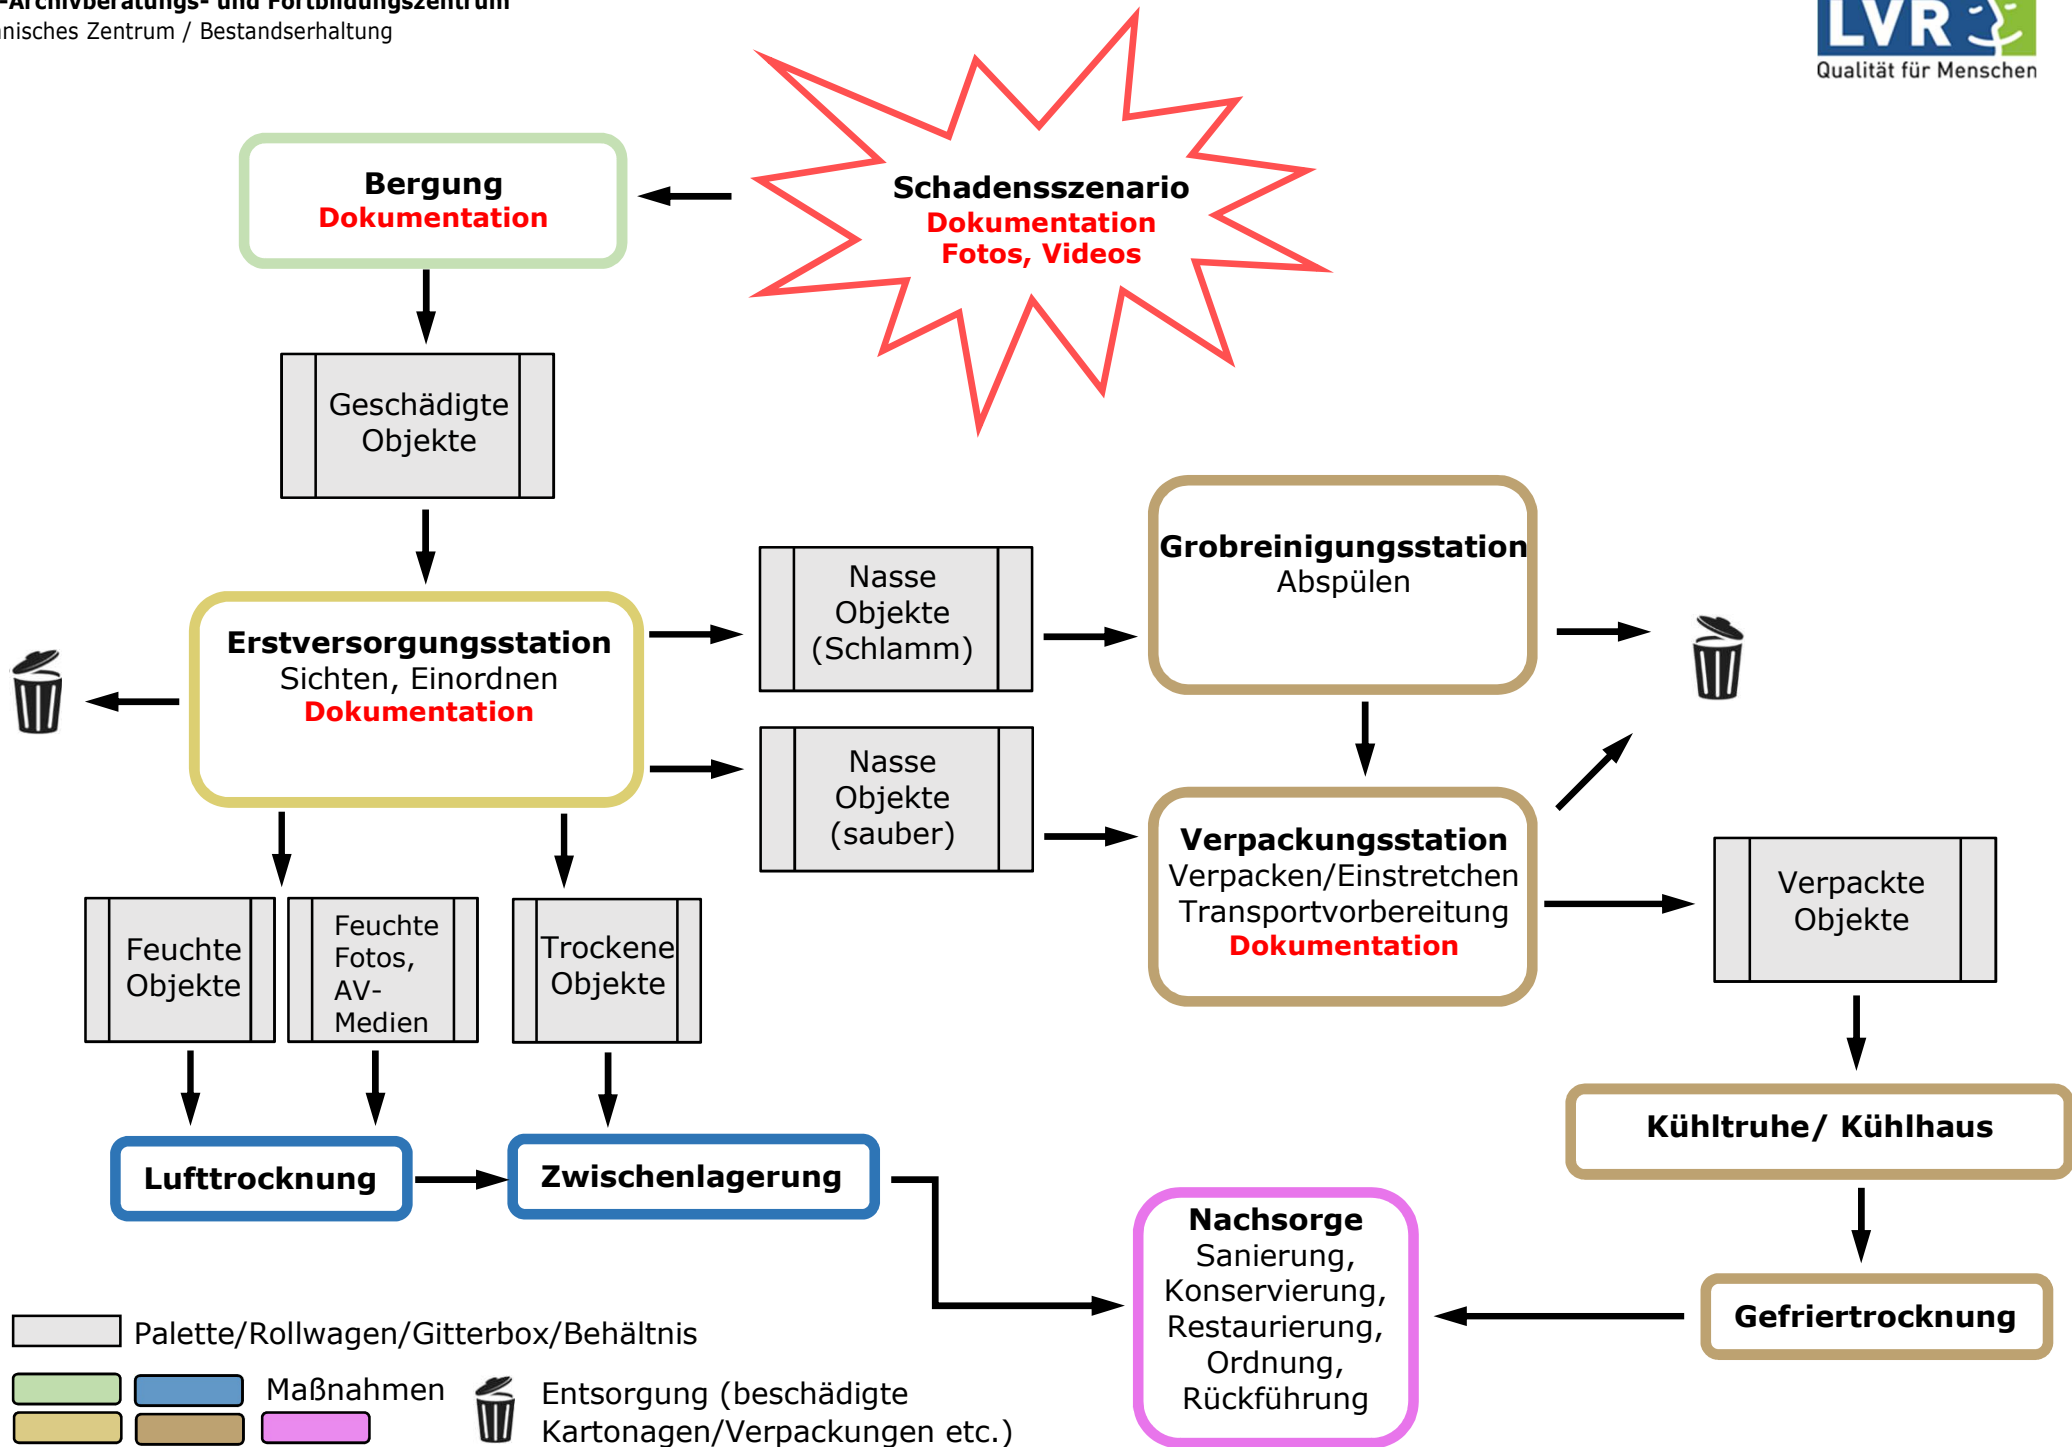 -Archivberatungs- und Fortbildungszentrum
nisches Zentrum / Bestandserhaltung
LVR
Qualität für Menschen
Schadensszenario
Dokumentation
Fotos, Videos
Bergung
Dokumentation
Geschädigte
Objekte
Erstversorgungsstation
Sichten, Einordnen
Dokumentation
Nasse
Objekte
(Schlamm)
Nasse
Objekte
(sauber)
Grobreinigungsstation
Abspülen
Verpackungsstation
Verpacken/Einstretchen
Transportvorbereitung
Dokumentation
Verpackte
Objekte
Feuchte
Objekte
Feuchte
Fotos,
AV-
Medien
Trockene
Objekte
Lufttrocknung
Zwischenlagerung
Kühltruhe/ Kühlhaus
Gefriertrocknung
Nachsorge
Sanierung,
Konservierung,
Restaurierung,
Ordnung,
Rückführung
Palette/Rollwagen/Gitterbox/Behältnis
Maßnahmen
Entsorgung (beschädigte
Kartonagen/Verpackungen etc.)